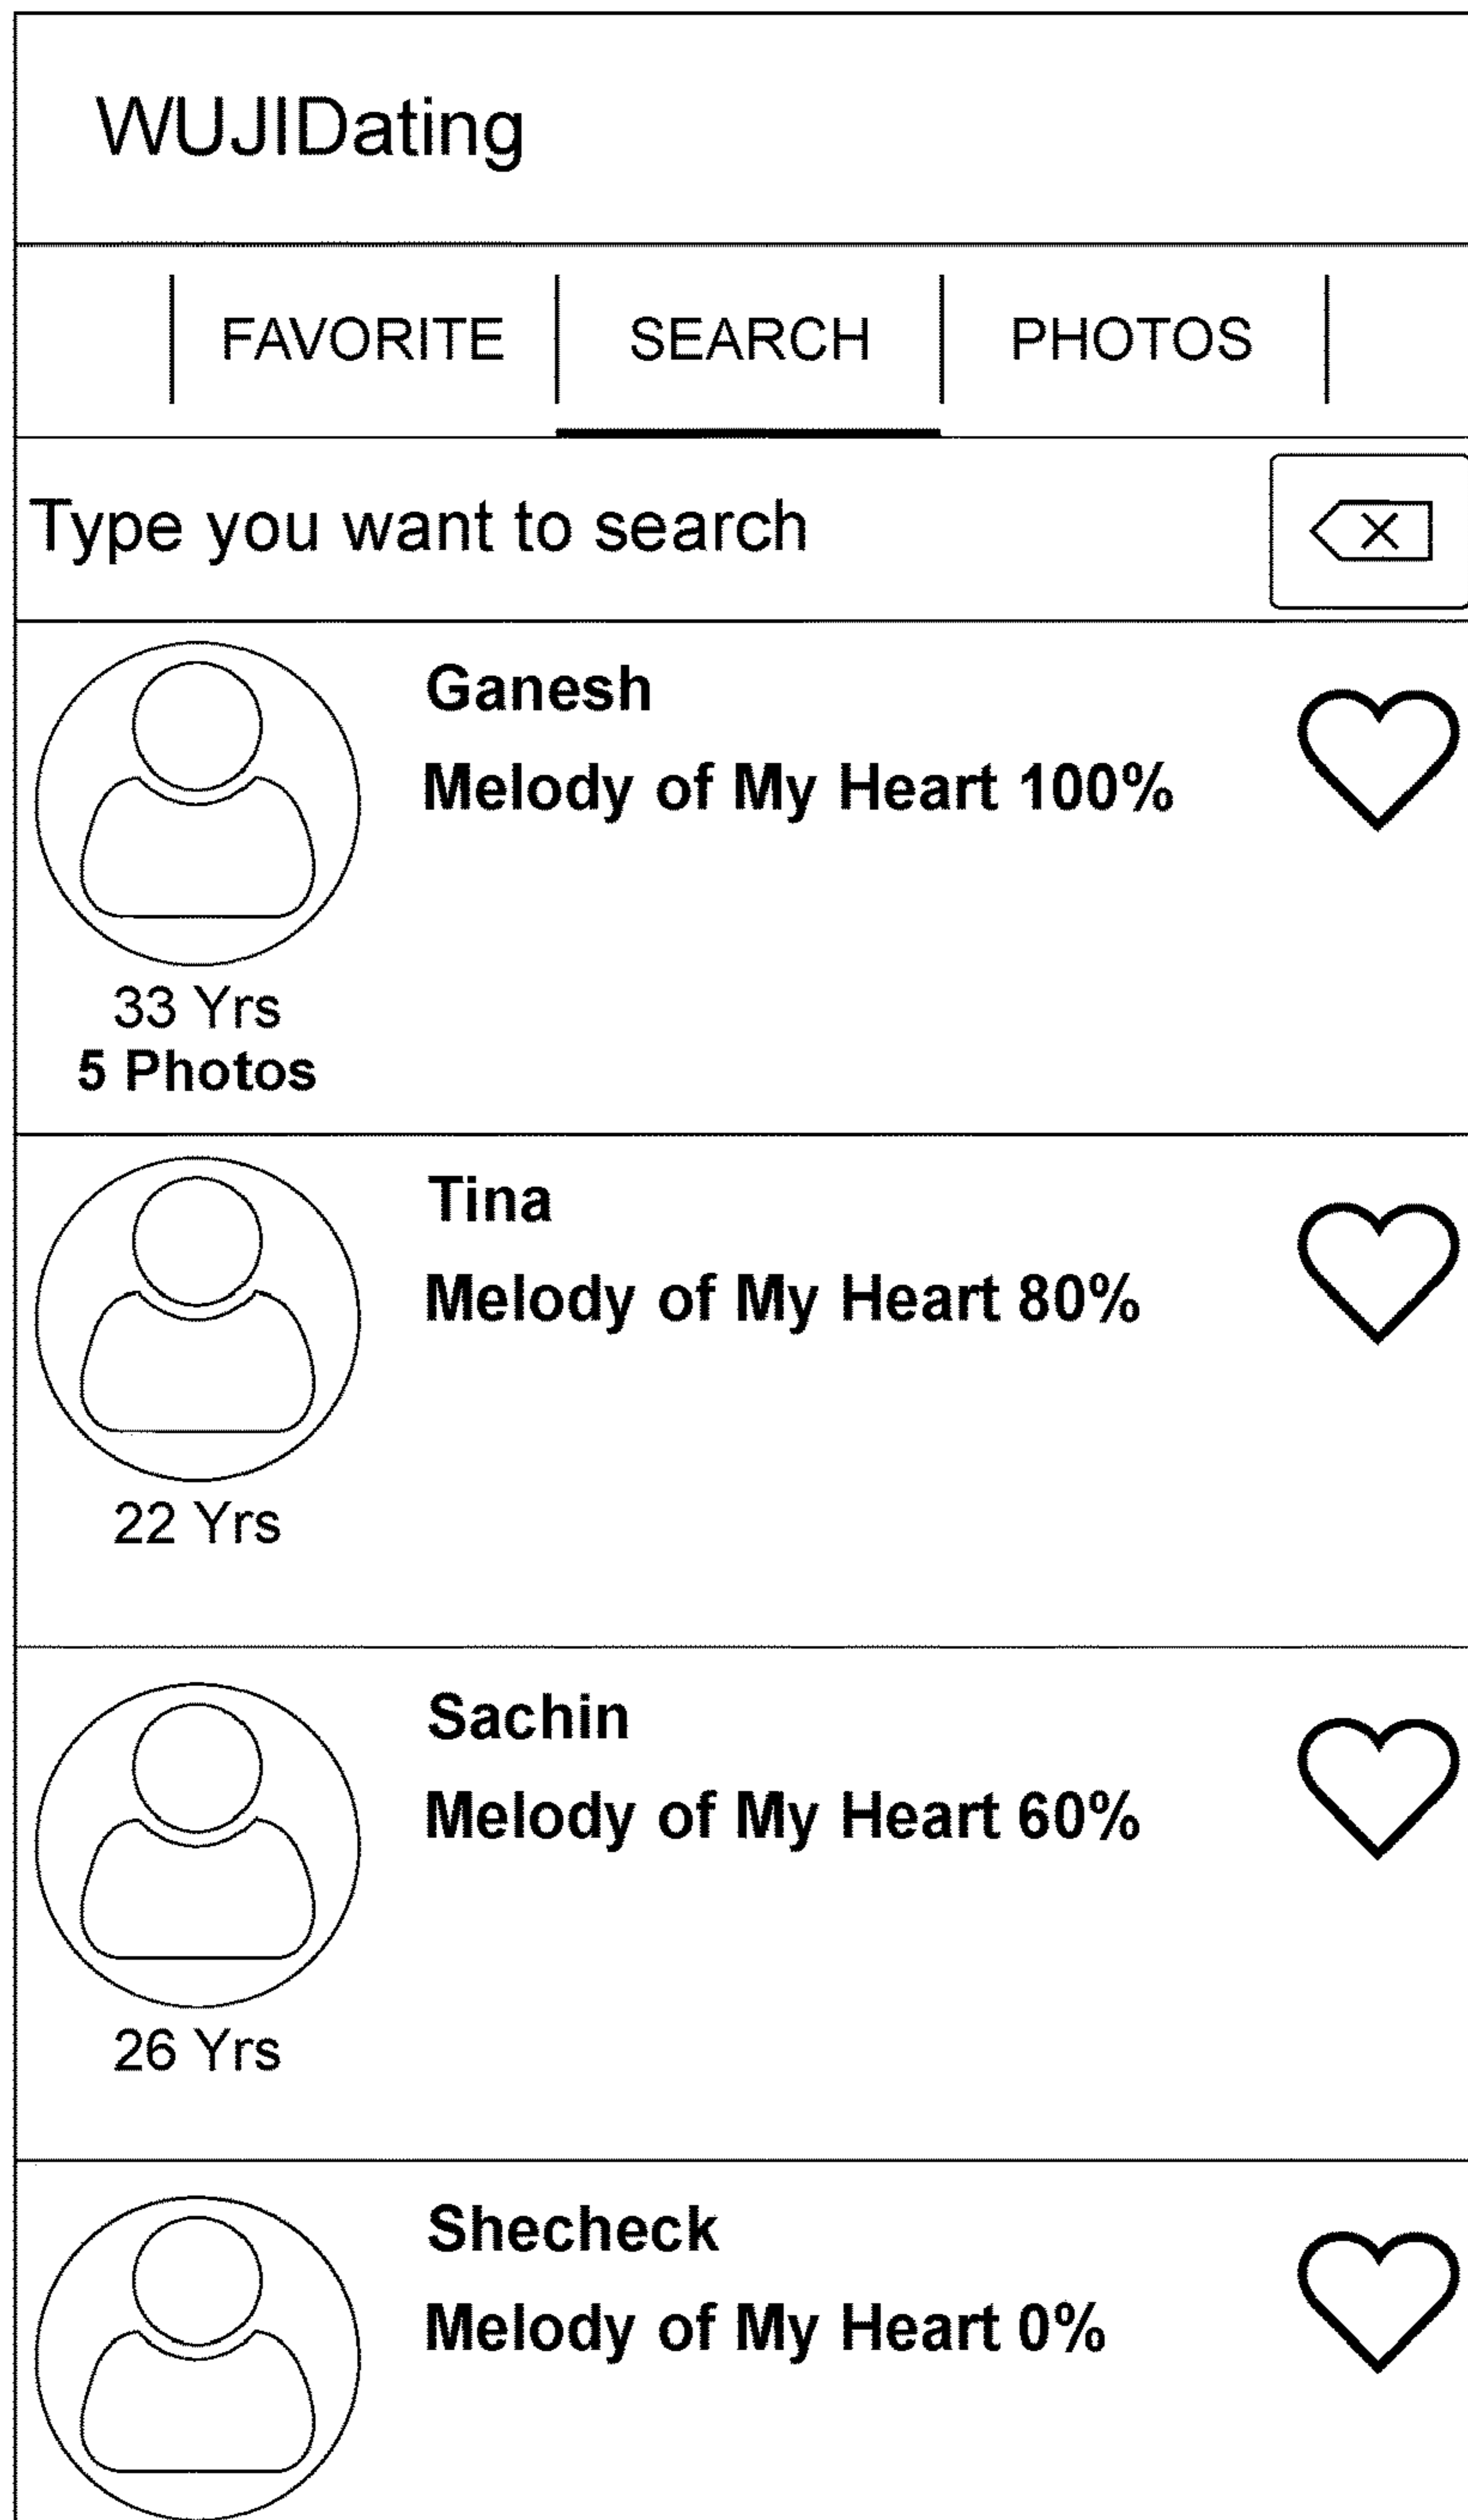 WUJIDating
FAVORITE SEARCH PHOTOS
Type you want to search
Ganesh
Melody of My Heart 100%
33 Yrs
5 Photos
Tina
Melody of My Heart 80%
22 Yrs
Sachin
Melody of My Heart 60%
26 Yrs
Shecheck
Melody of My Heart 0%